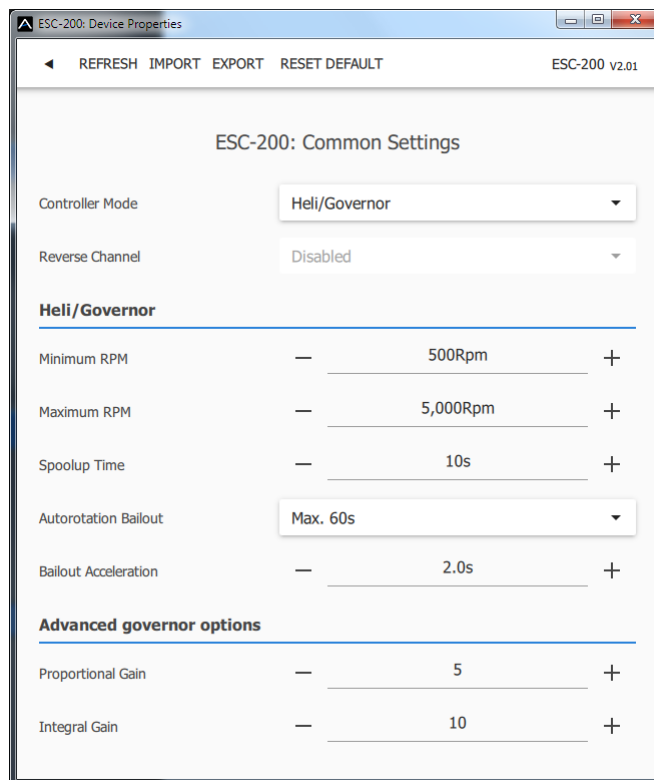 ESC-200: Device Properties
REFRESH IMPORT EXPORT RESET DEFAULT ESC-200 V2.01
ESC-200: Common Settings
Controller Mode Heli/Governor
Reverse Channel Disabled
Heli/Governor
Minimum RPM 500Rpm
Maximum RPM 5,000Rpm
Spoolup Time 10s
Autorotation Bailout Max. 60s
Bailout Acceleration 2.0s
Advanced governor options
Proportional Gain 5
Integral Gain 10